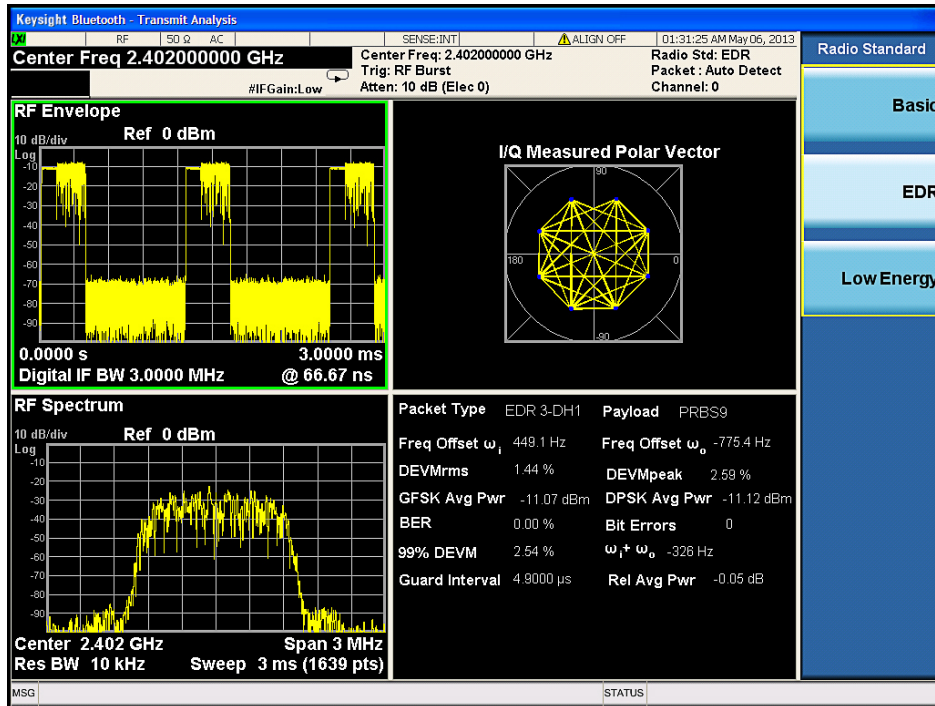 Keysight Bluetooth - Transmit Analysis
LXI RF 50 Ω AC SENSE:INT ALIGN OFF 01:31:25 AM May 06, 2013
Center Freq 2.402000000 GHz
#IFGain:Low
Center Freq: 2.402000000 GHz
Trig: RF Burst
Atten: 10 dB (Elec 0)
Radio Std: EDR
Packet : Auto Detect
Channel: 0
Radio Standard
Basic
EDR
Low Energy
RF Envelope
10 dB/div Ref 0 dBm
Log
-10
-20
-30
-40
-50
-60
-70
-80
-90
0.0000 s 3.0000 ms
Digital IF BW 3.0000 MHz @ 66.67 ns
I/Q Measured Polar Vector
90
180
0
-90
RF Spectrum
10 dB/div Ref 0 dBm
Log
-10
-20
-30
-40
-50
-60
-70
-80
-90
Center 2.402 GHz Span 3 MHz
Res BW 10 kHz Sweep 3 ms (1639 pts)
Packet Type EDR 3-DH1 Payload PRBS9
Freq Offset ωi 449.1 Hz Freq Offset ωo -775.4 Hz
DEVMrms 1.44 % DEVMpeak 2.59 %
GFSK Avg Pwr -11.07 dBm DPSK Avg Pwr -11.12 dBm
BER 0.00 % Bit Errors 0
99% DEVM 2.54 % ωi+ ωo -326 Hz
Guard Interval 4.9000 µs Rel Avg Pwr -0.05 dB
MSG STATUS